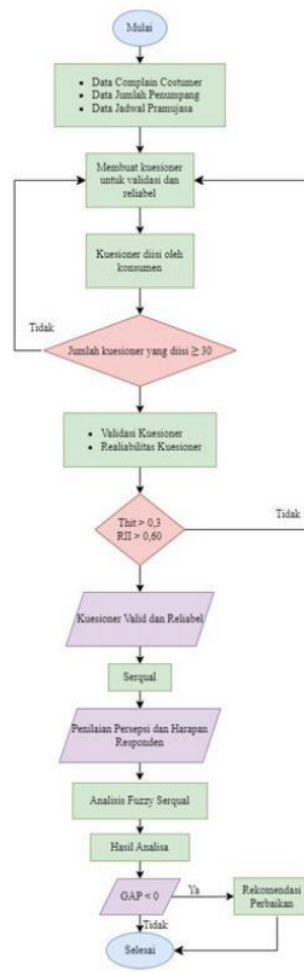 Mulai
• Data Complain Costumer
• Data Jumlah Penumpang
• Data Jadwal Pramujasa
Membuat kuesioner
untuk validasi dan
reliabel
Kuesioner diisi oleh
konsumen
Tidak
Jumlah kuesioner yang diisi ≥ 30
• Validasi Kuesioner
• Realiabilitas Kuesioner
Tidak
Thit > 0,3
RII > 0,60
Kuesioner Valid dan Reliabel
Serqual
Penilaian Persepsi dan Harapan
Responden
Analisis Fuzzy Serqual
Hasil Analisa
GAP < 0
Ya
Rekomendasi
Perbaikan
Tidak
Selesai